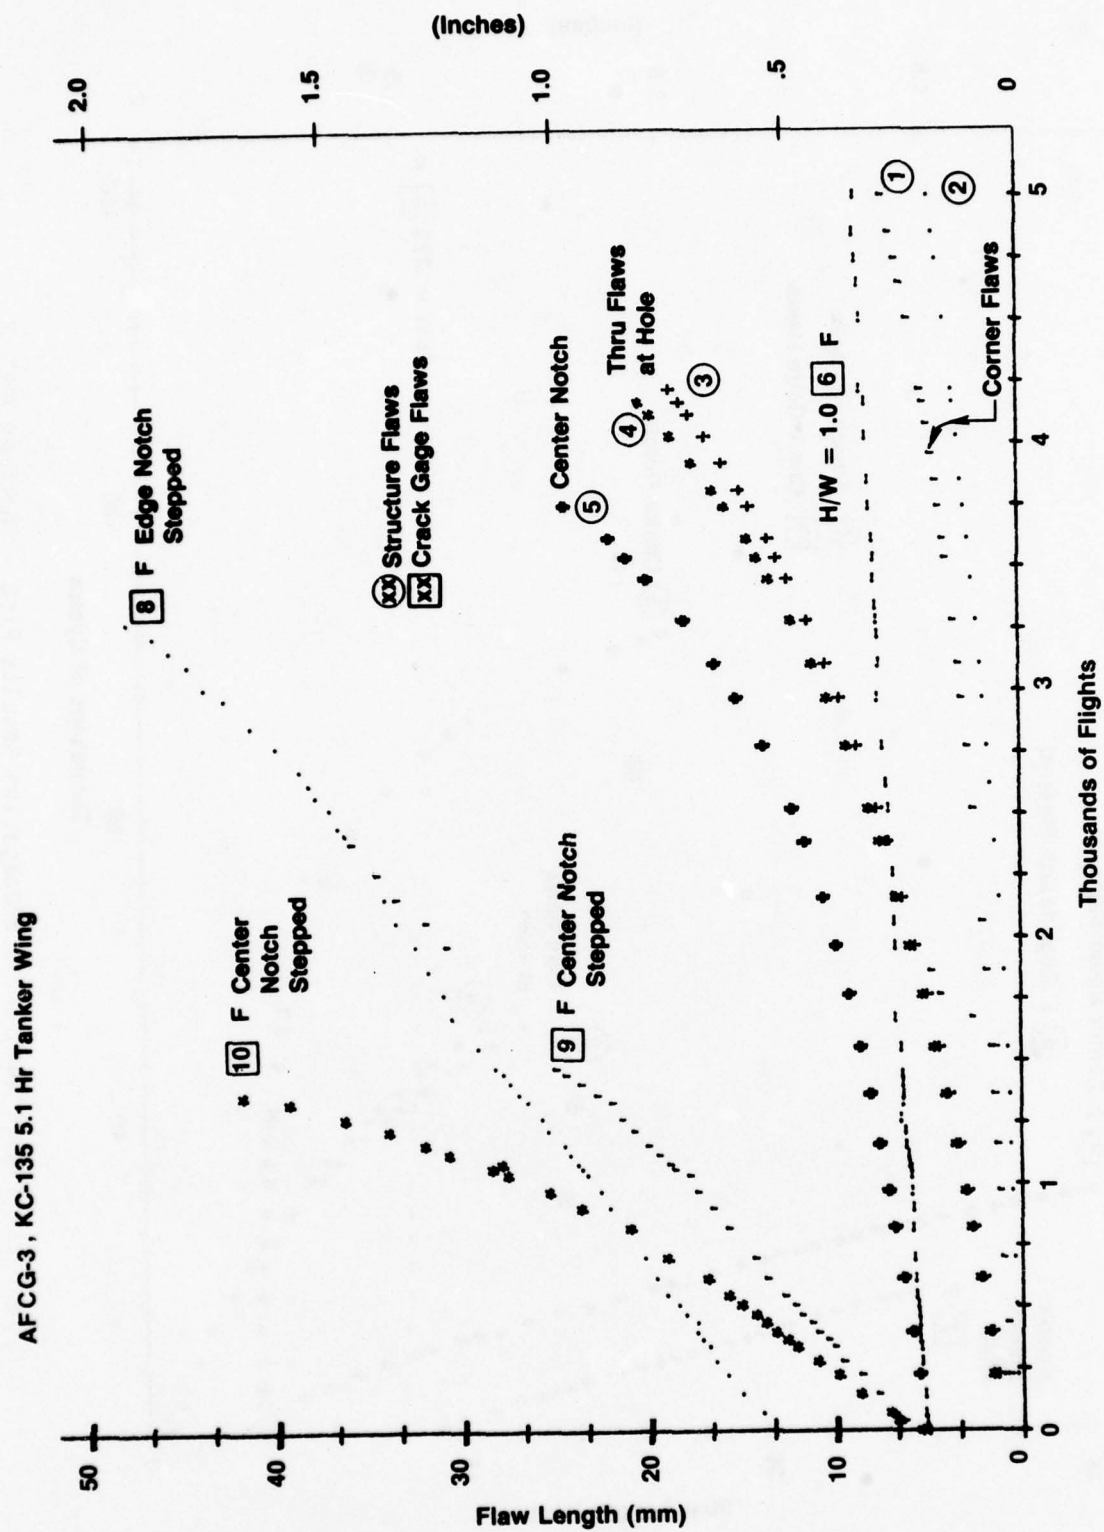 AFCG-3, KC-135 5.1 Hr Tanker Wing
Flaw Length (mm)
50
40
30
20
10
0
0
1
2
3
4
5
Thousands of Flights
(Inches)
2.0
1.5
1.0
.5
0
10 F Center
Notch
Stepped
8 F Edge Notch
Stepped
9 F Center Notch
Stepped
XX Structure Flaws
XX Crack Gage Flaws
5
Center Notch
4
Thru Flaws
at Hole
3
H/W = 1.0 6 F
1
2
Corner Flaws